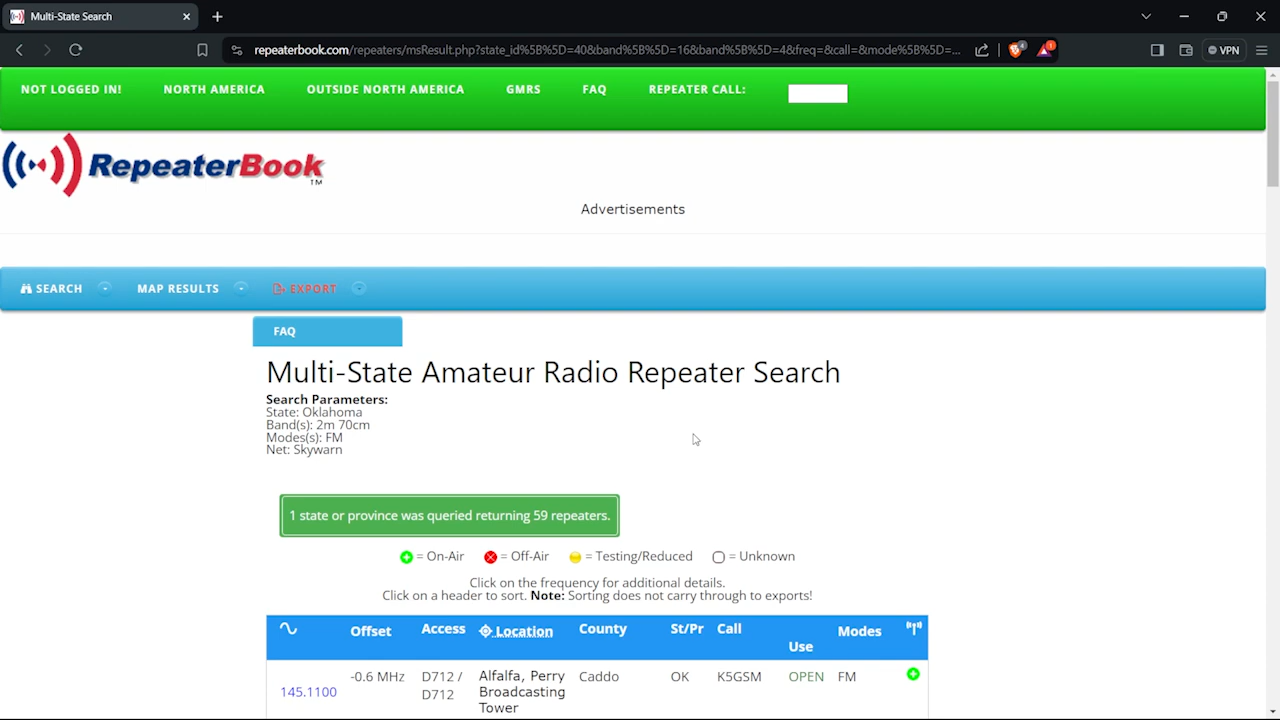 Multi-State Search
repeaterbook.com/repeaters/msResult.php?state_id%5B%5D=40&band%5B%5D=16&band%5B%5D=4&freq=&call=&mode%5B%5D=...
4
1
VPN
NOT LOGGED IN! NORTH AMERICA OUTSIDE NORTH AMERICA GMRS FAQ REPEATER CALL:
RepeaterBook
TM
Advertisements
SEARCH MAP RESULTS EXPORT
FAQ
Multi-State Amateur Radio Repeater Search
Search Parameters:
State: Oklahoma
Band(s): 2m 70cm
Modes(s): FM
Net: Skywarn
1 state or province was queried returning 59 repeaters.
= On-Air = Off-Air = Testing/Reduced = Unknown
Click on the frequency for additional details.
Click on a header to sort. Note: Sorting does not carry through to exports!
Offset Access Location County St/Pr Call Use Modes
145.1100 -0.6 MHz D712 / D712 Alfalfa, Perry Broadcasting Tower Caddo OK K5GSM OPEN FM